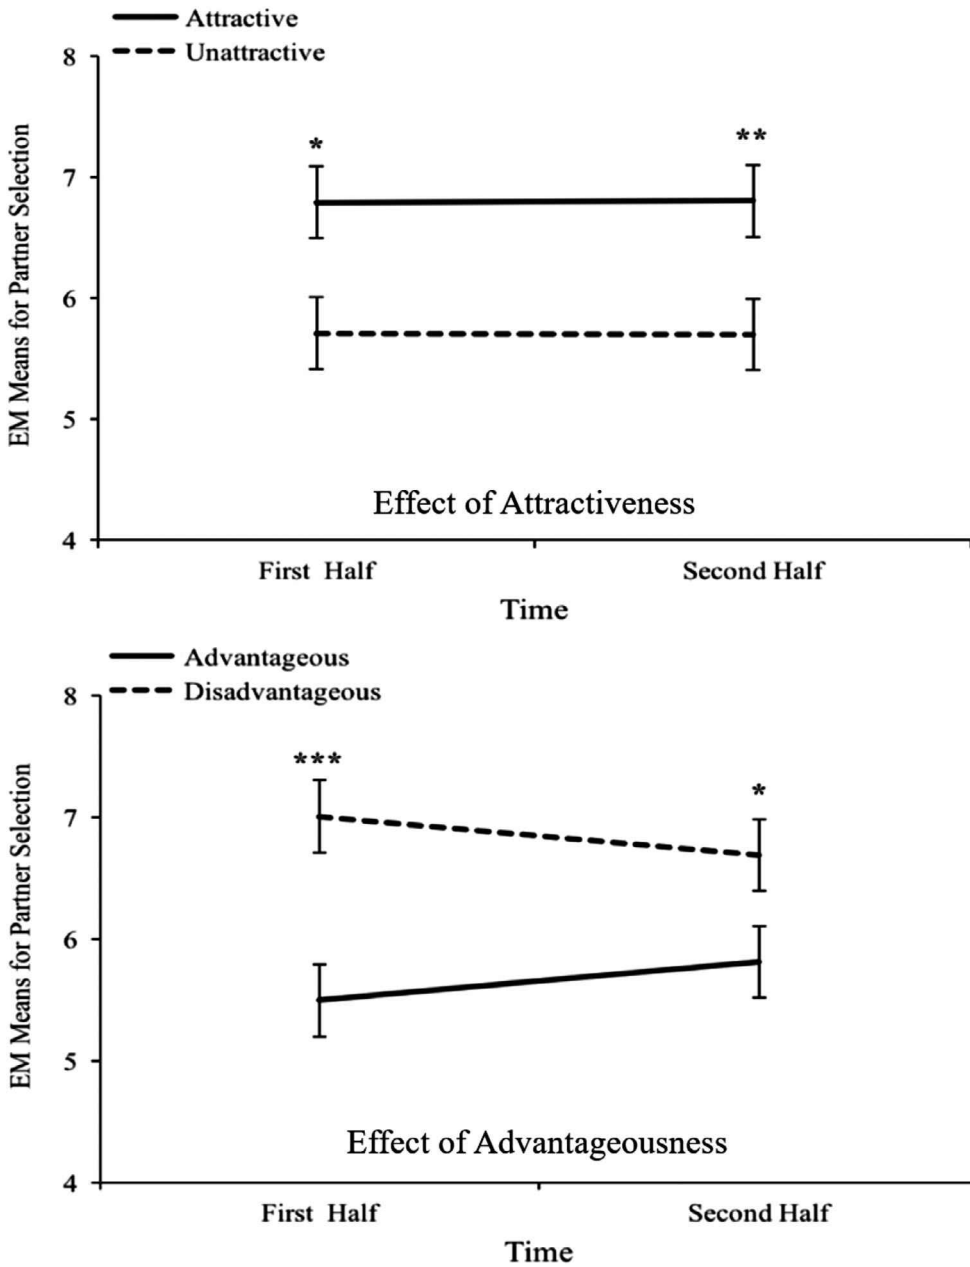 Attractive
Unattractive
8
7
6
5
4
EM Means for Partner Selection
*
**
Effect of Attractiveness
First Half
Second Half
Time
Advantageous
Disadvantageous
8
7
6
5
4
EM Means for Partner Selection
***
*
Effect of Advantageousness
First Half
Second Half
Time